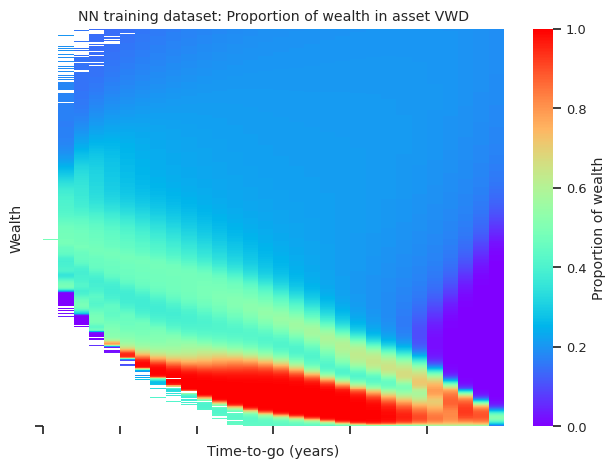 NN training dataset: Proportion of wealth in asset VWD
Wealth
Time-to-go (years)
1.0
0.8
0.6
0.4
0.2
0.0
Proportion of wealth